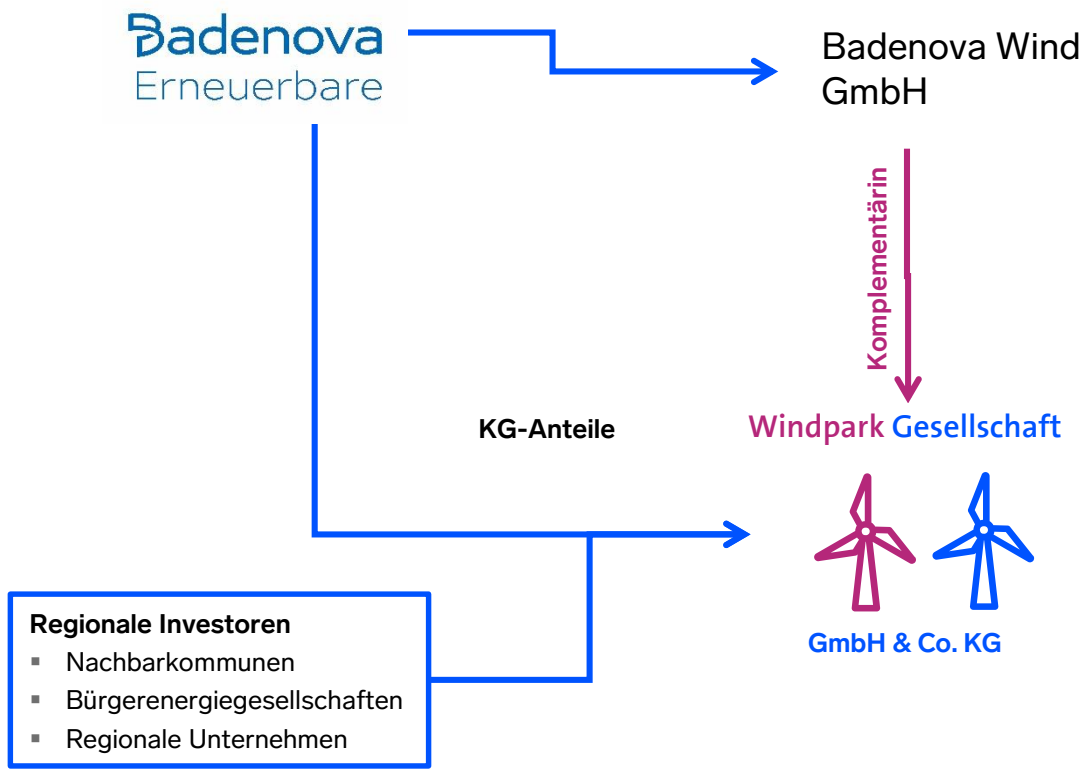 Badenova
Erneuerbare
Badenova Wind
GmbH
Komplementärin
KG-Anteile
Windpark Gesellschaft
GmbH & Co. KG
Regionale Investoren
▪ Nachbarkommunen
▪ Bürgerenergiegesellschaften
▪ Regionale Unternehmen